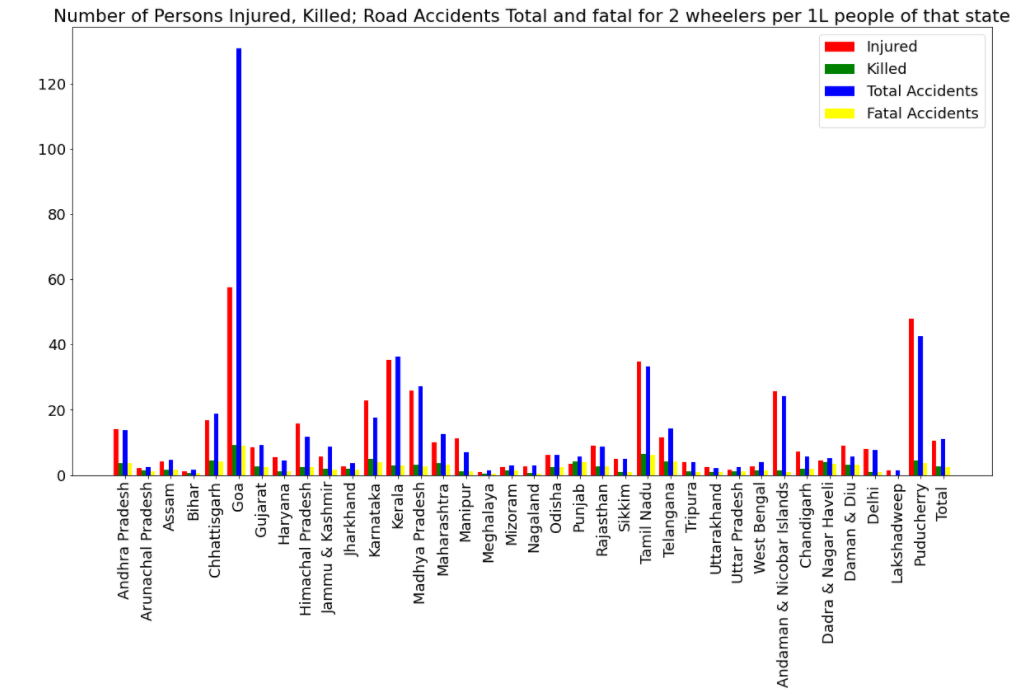 Number of Persons Injured, Killed; Road Accidents Total and fatal for 2 wheelers per 1L people of that state
Injured
Killed
Total Accidents
Fatal Accidents
120
100
80
60
40
20
0
Andhra Pradesh
Arunachal Pradesh
Assam
Bihar
Chhattisgarh
Goa
Gujarat
Haryana
Himachal Pradesh
Jammu & Kashmir
Jharkhand
Karnataka
Kerala
Madhya Pradesh
Maharashtra
Manipur
Meghalaya
Mizoram
Nagaland
Odisha
Punjab
Rajasthan
Sikkim
Tamil Nadu
Telangana
Tripura
Uttarakhand
Uttar Pradesh
West Bengal
Andaman & Nicobar Islands
Chandigarh
Dadra & Nagar Haveli
Daman & Diu
Delhi
Lakshadweep
Puducherry
Total